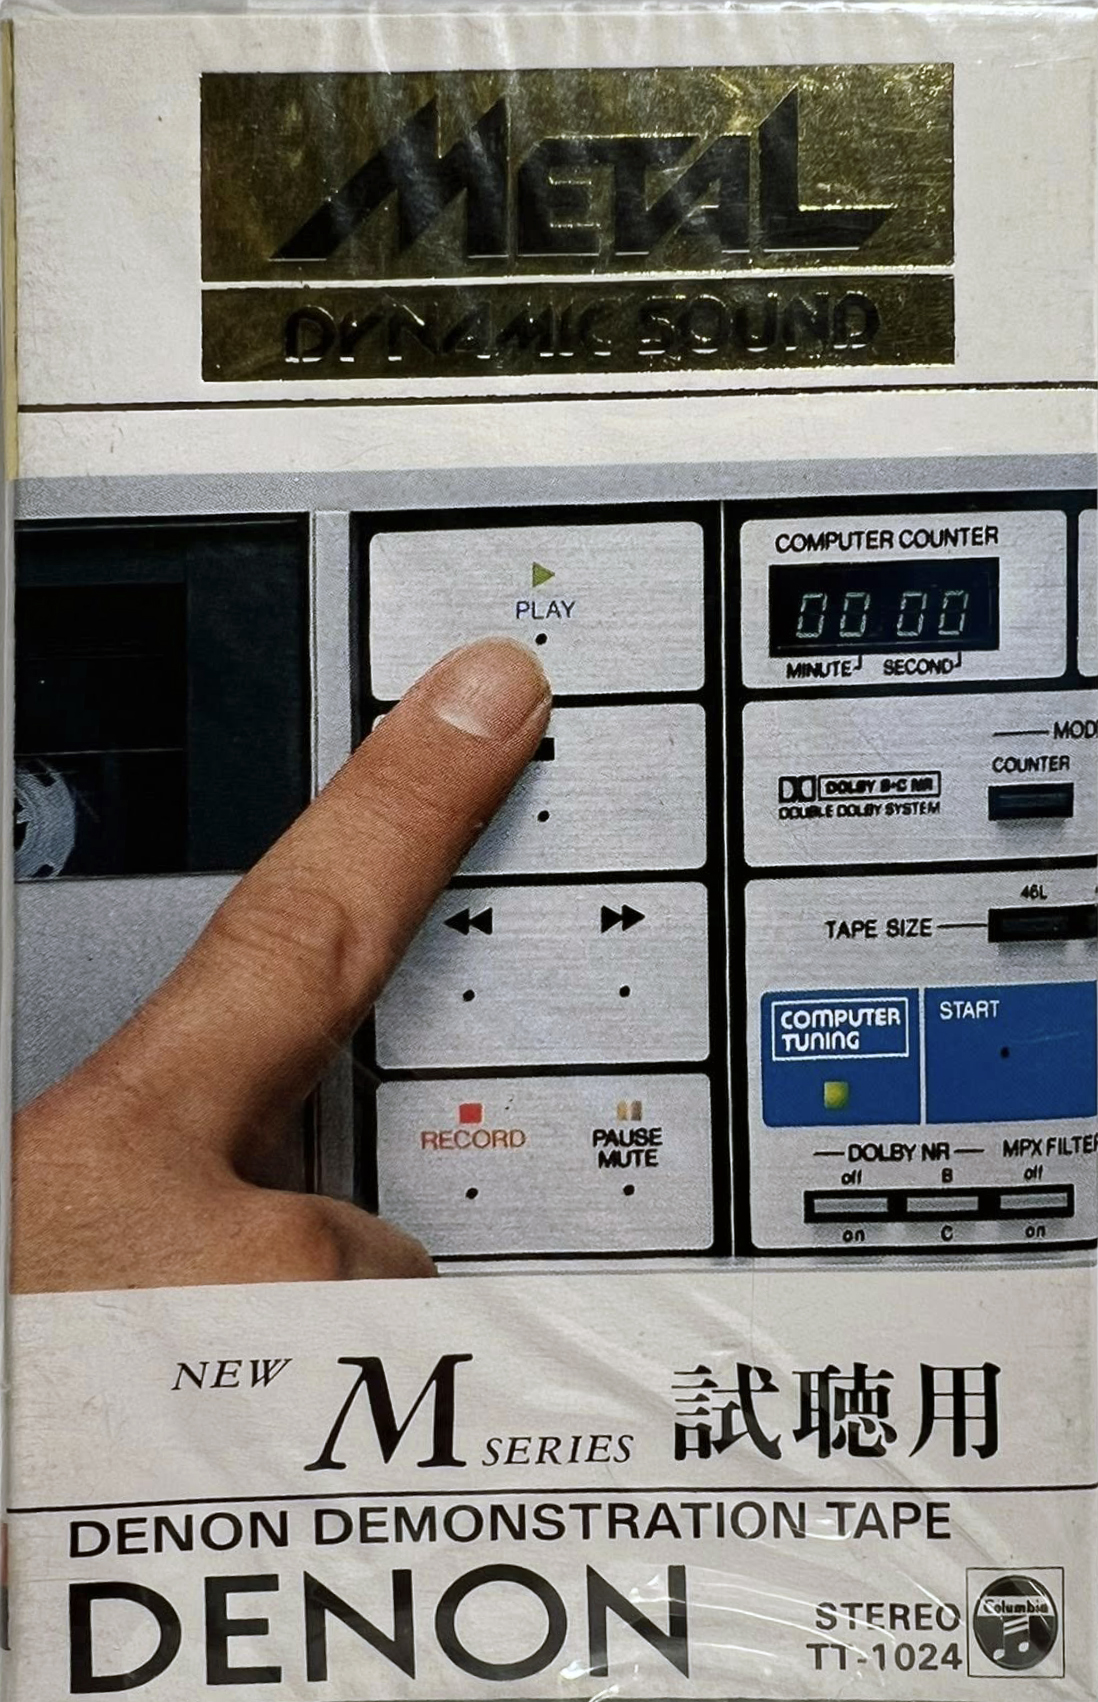 METAL
DYNAMIC SOUND
PLAY
COMPUTER COUNTER
00 00
MINUTE SECOND
COUNTER
DOLBY B·C NR
DOUBLE DOLBY SYSTEM
46L
TAPE SIZE
COMPUTER
TUNING
START
RECORD
PAUSE
MUTE
DOLBY NR MPX FILTER
off B off
on C on
NEW M SERIES 試聴用
DENON DEMONSTRATION TAPE
DENON
STEREO
TT-1024
Columbia